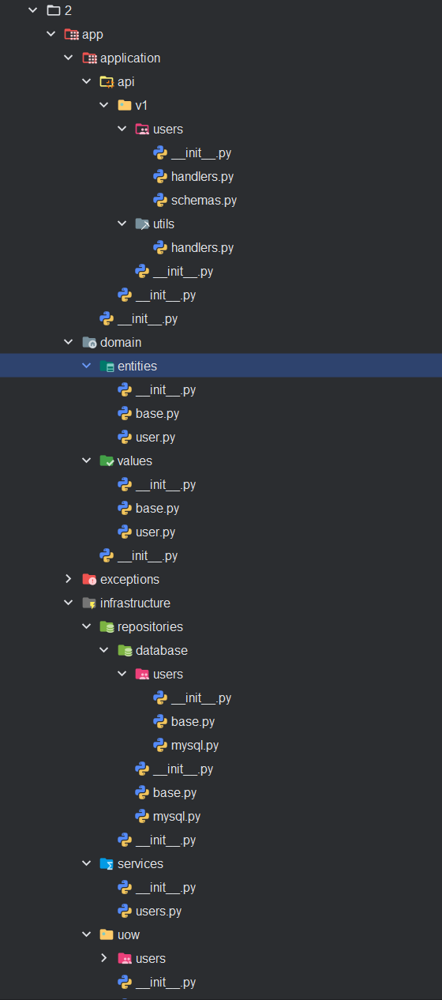 2
app
application
api
v1
users
__init__.py
handlers.py
schemas.py
utils
handlers.py
__init__.py
__init__.py
__init__.py
domain
entities
__init__.py
base.py
user.py
values
__init__.py
base.py
user.py
__init__.py
exceptions
infrastructure
repositories
database
users
__init__.py
base.py
mysql.py
__init__.py
base.py
mysql.py
__init__.py
services
__init__.py
users.py
uow
users
__init__.py